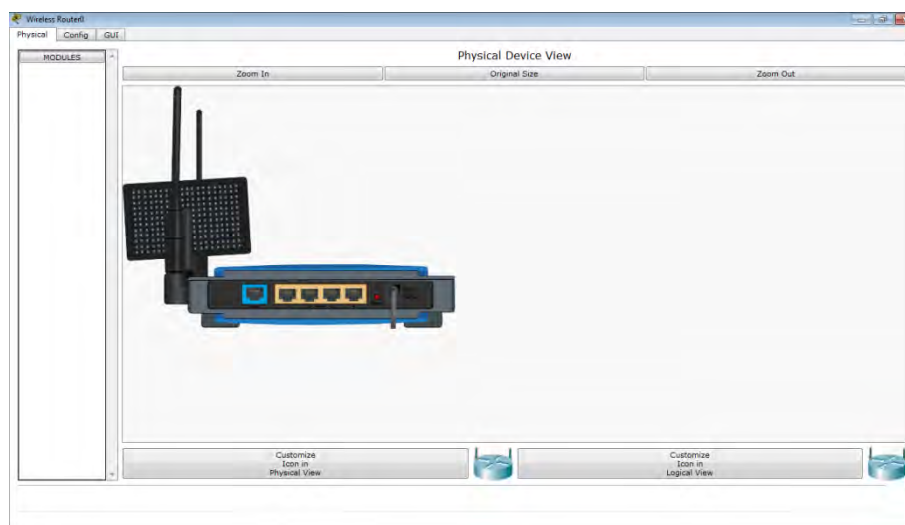 Wireless Router0
Physical Config GUI
MODULES
Physical Device View
Zoom In Original Size Zoom Out
Customize
Icon in
Physical View
Customize
Icon in
Logical View